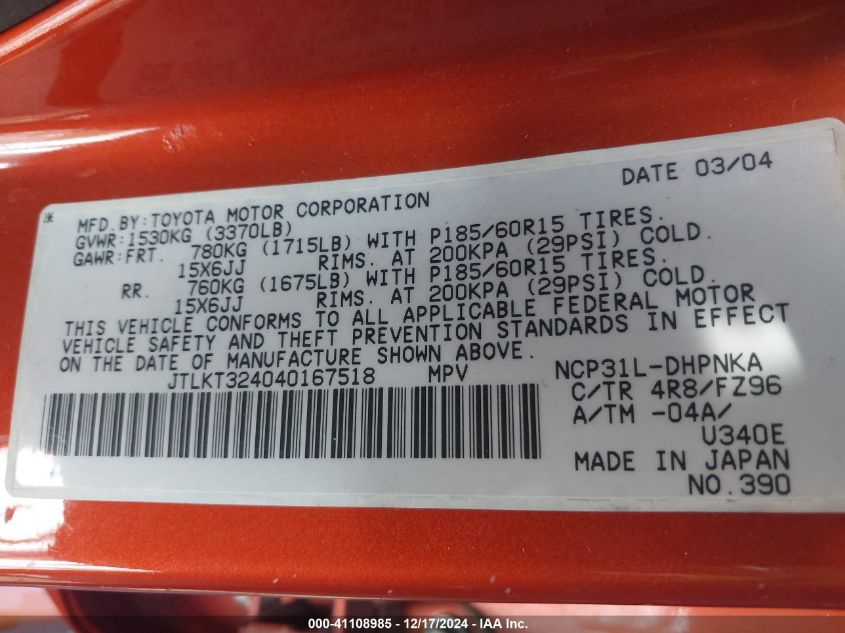 DATE 03/04
MFD.BY:TOYOTA MOTOR CORPORATION
GVWR:1530KG (3370LB)
GAWR:FRT. 780KG (1715LB) WITH P185/60R15 TIRES.
15X6JJ RIMS. AT 200KPA (29PSI) COLD.
RR. 760KG (1675LB) WITH P185/60R15 TIRES.
15X6JJ RIMS. AT 200KPA (29PSI) COLD.
THIS VEHICLE CONFORMS TO ALL APPLICABLE FEDERAL MOTOR
VEHICLE SAFETY AND THEFT PREVENTION STANDARDS IN EFFECT
ON THE DATE OF MANUFACTURE SHOWN ABOVE.
JTLKT324040167518 MPV NCP31L-DHPNKA
C/TR 4R8/FZ96
A/TM -04A/
U340E
MADE IN JAPAN
NO.390
000-41108985 - 12/17/2024 - IAA Inc.